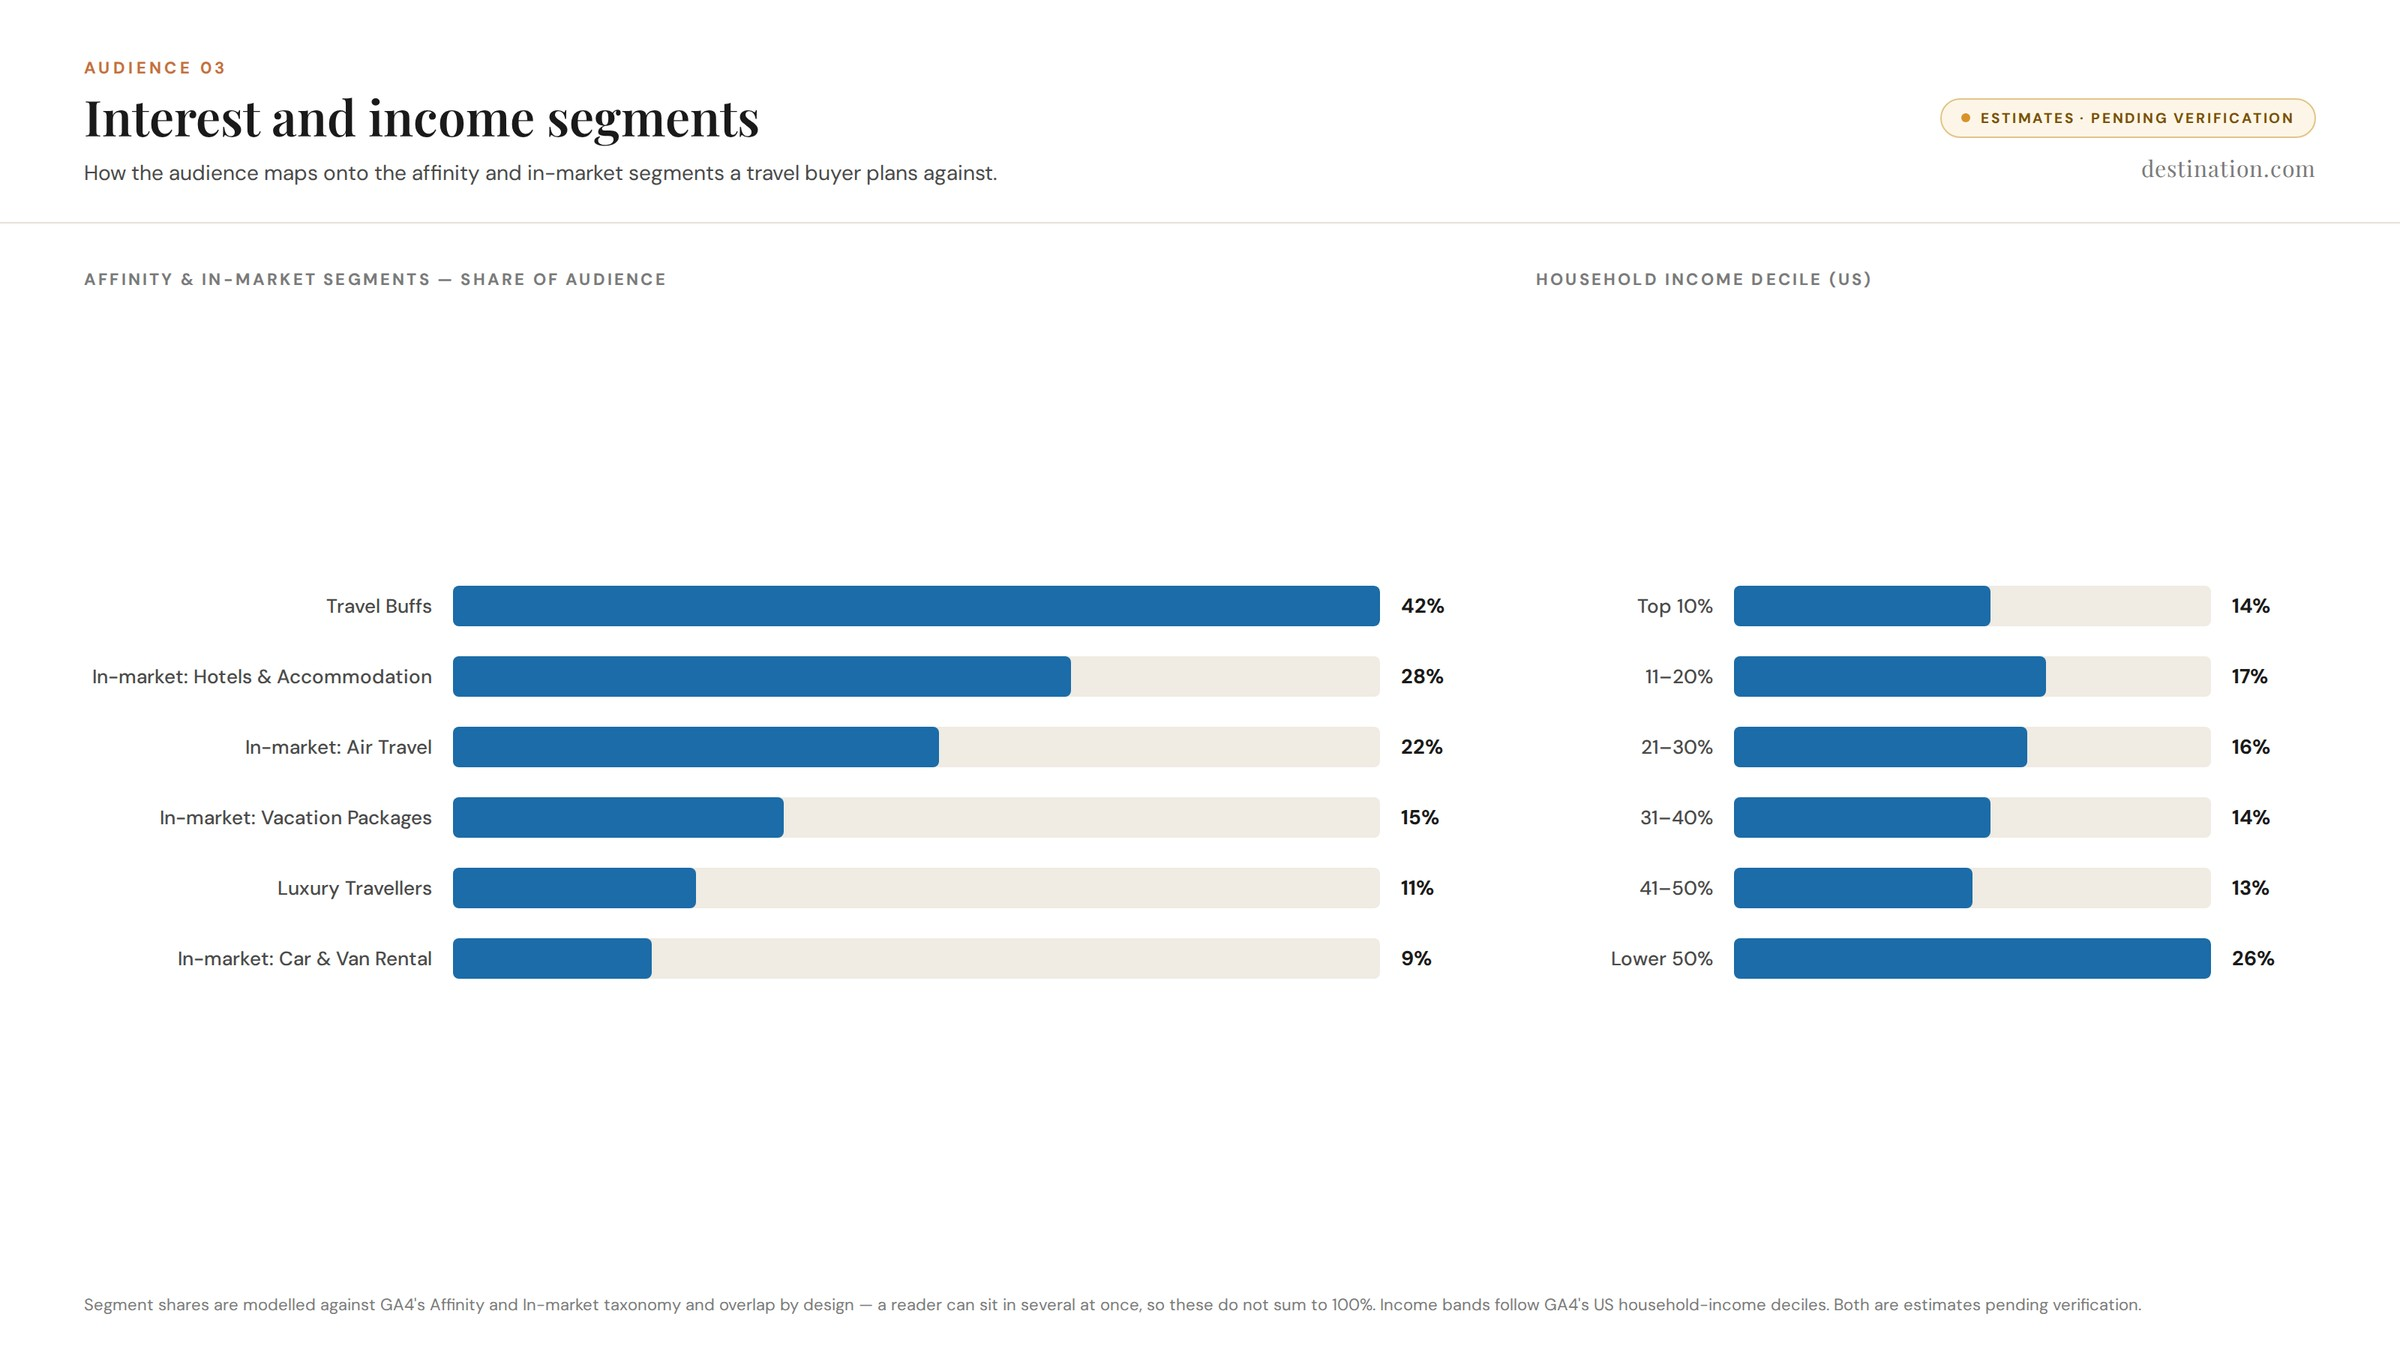 AUDIENCE 03
Interest and income segments
How the audience maps onto the affinity and in-market segments a travel buyer plans against.
ESTIMATES · PENDING VERIFICATION
destination.com
AFFINITY & IN-MARKET SEGMENTS — SHARE OF AUDIENCE
Travel Buffs 42%
In-market: Hotels & Accommodation 28%
In-market: Air Travel 22%
In-market: Vacation Packages 15%
Luxury Travellers 11%
In-market: Car & Van Rental 9%
HOUSEHOLD INCOME DECILE (US)
Top 10% 14%
11–20% 17%
21–30% 16%
31–40% 14%
41–50% 13%
Lower 50% 26%
Segment shares are modelled against GA4's Affinity and In-market taxonomy and overlap by design — a reader can sit in several at once, so these do not sum to 100%. Income bands follow GA4's US household-income deciles. Both are estimates pending verification.